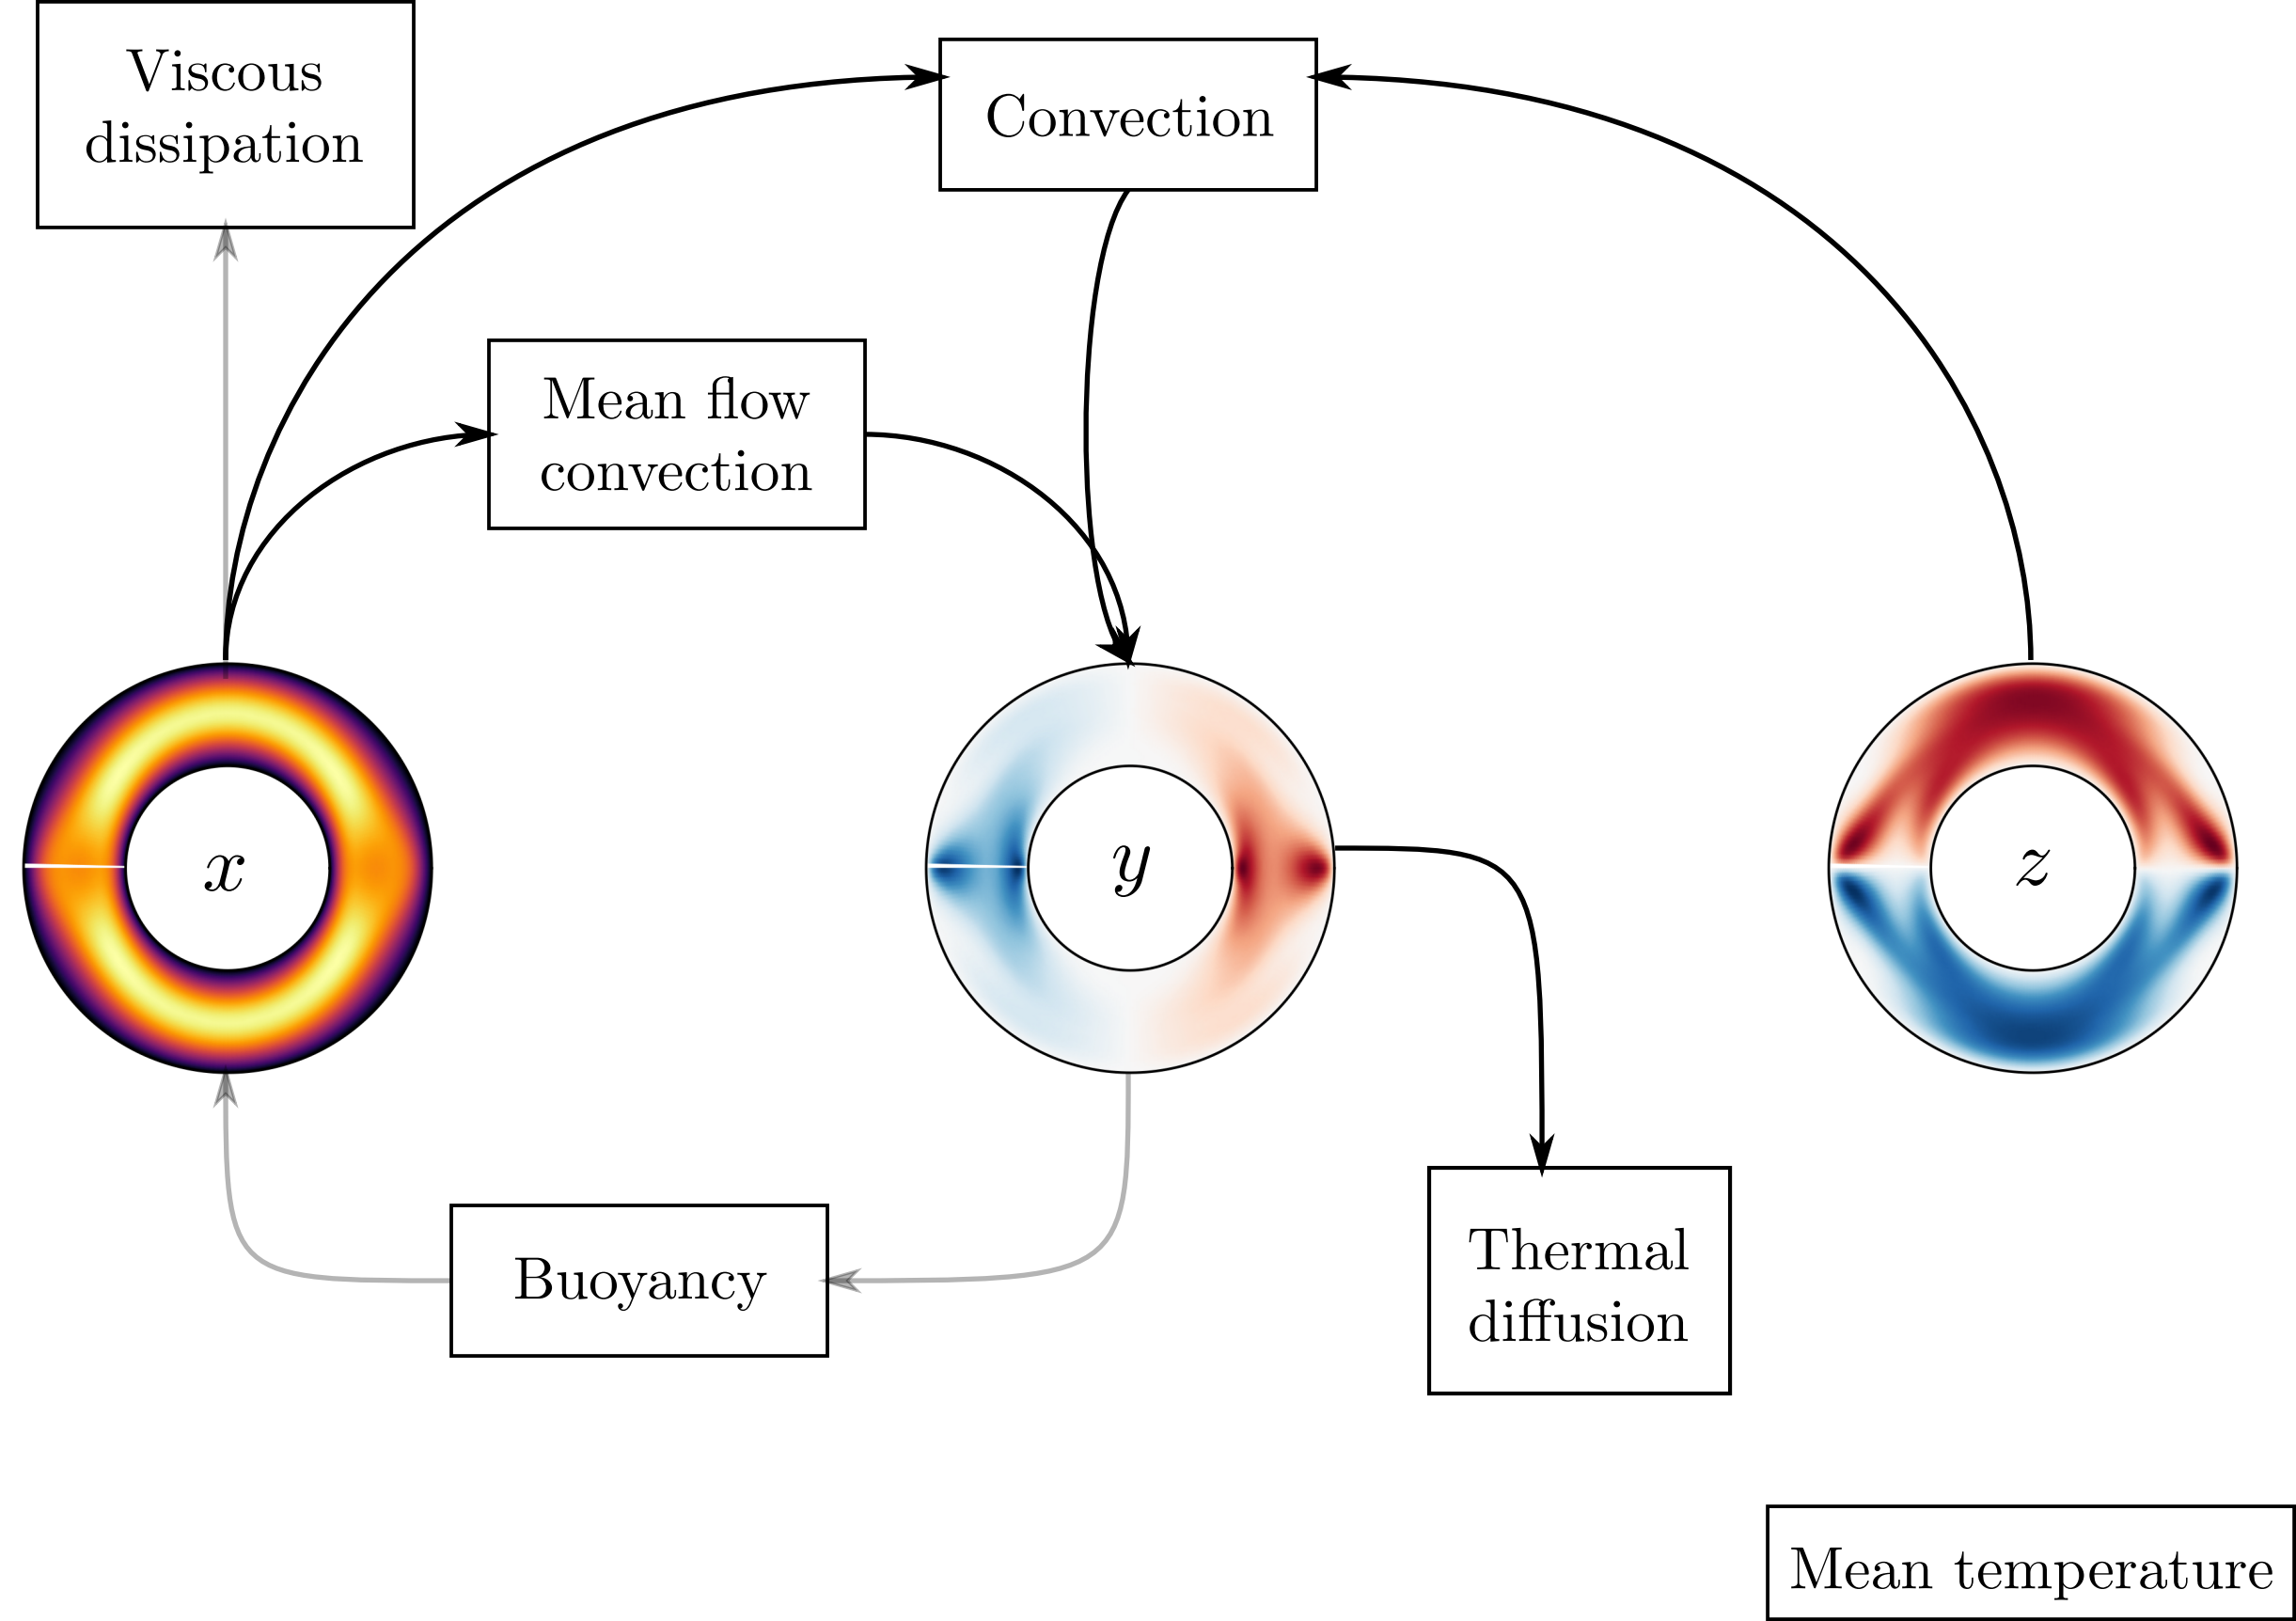 Viscous
dissipation
Convection
Mean flow
convection
x
y
z
Buoyancy
Thermal
diffusion
Mean temperature